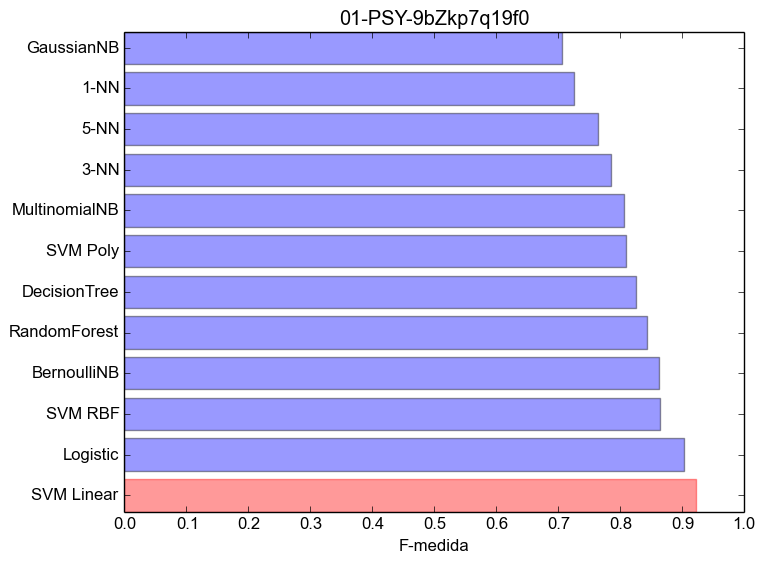 01-PSY-9bZkp7q19f0
GaussianNB
1-NN
5-NN
3-NN
MultinomialNB
SVM Poly
DecisionTree
RandomForest
BernoulliNB
SVM RBF
Logistic
SVM Linear
0.0 0.1 0.2 0.3 0.4 0.5 0.6 0.7 0.8 0.9 1.0
F-medida